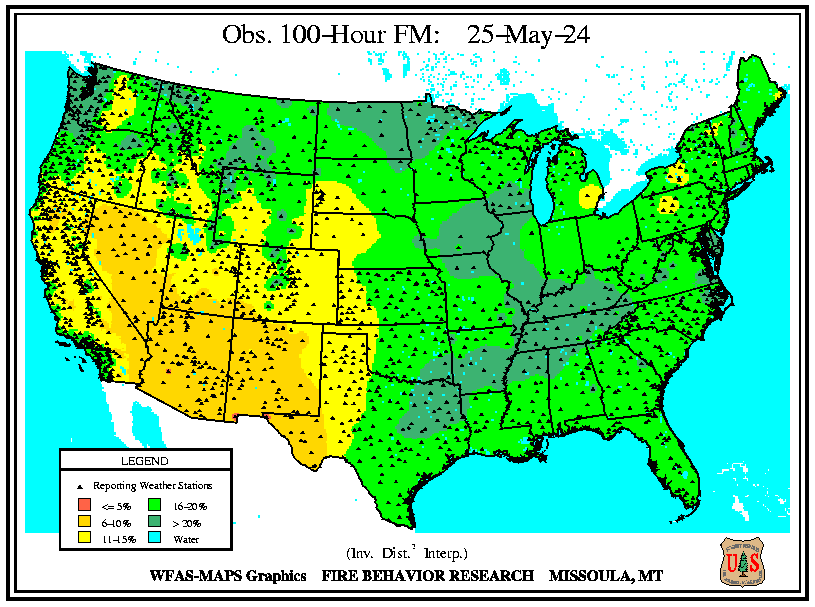 Obs. 100-Hour FM: 25-May-24
LEGEND
Reporting Weather Stations
<= 5% 16-20%
6-10% > 20%
11-15% Water
(Inv. Dist.² Interp.)
WFAS-MAPS Graphics FIRE BEHAVIOR RESEARCH MISSOULA, MT
U S